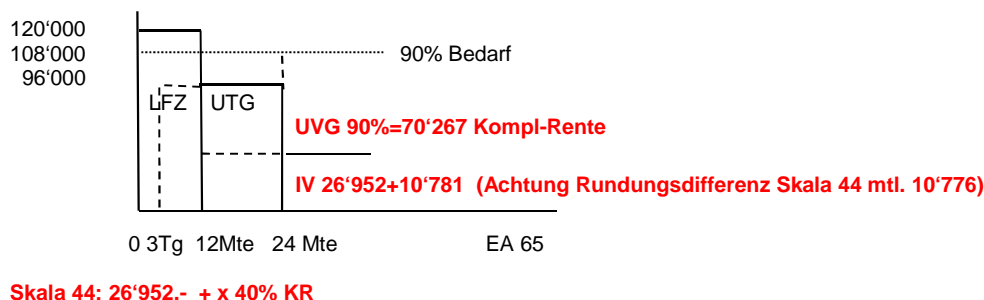 120‘000
108‘000 90% Bedarf
96‘000
LFZ UTG
UVG 90%=70‘267 Kompl-Rente
IV 26‘952+10‘781 (Achtung Rundungsdifferenz Skala 44 mtl. 10‘776)
0 3Tg 12Mte 24 Mte EA 65
Skala 44: 26‘952.- + x 40% KR